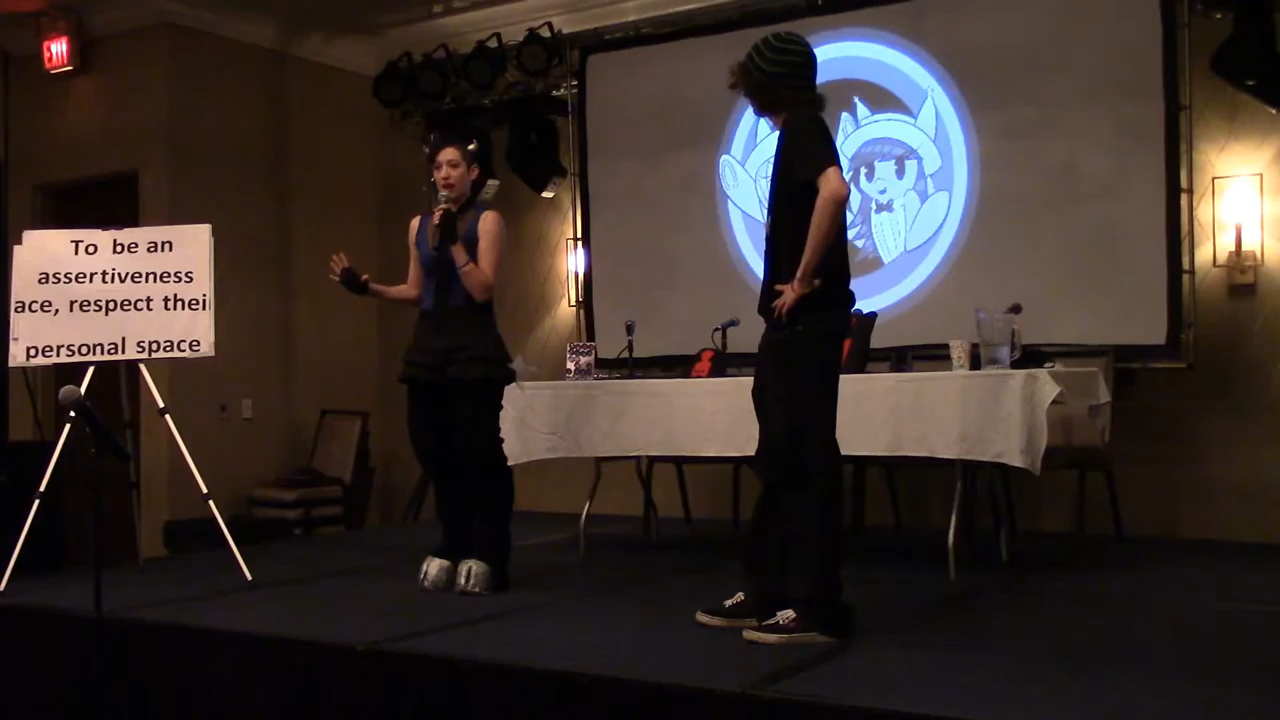 EXIT
To be an
assertiveness
ace, respect thei
personal space